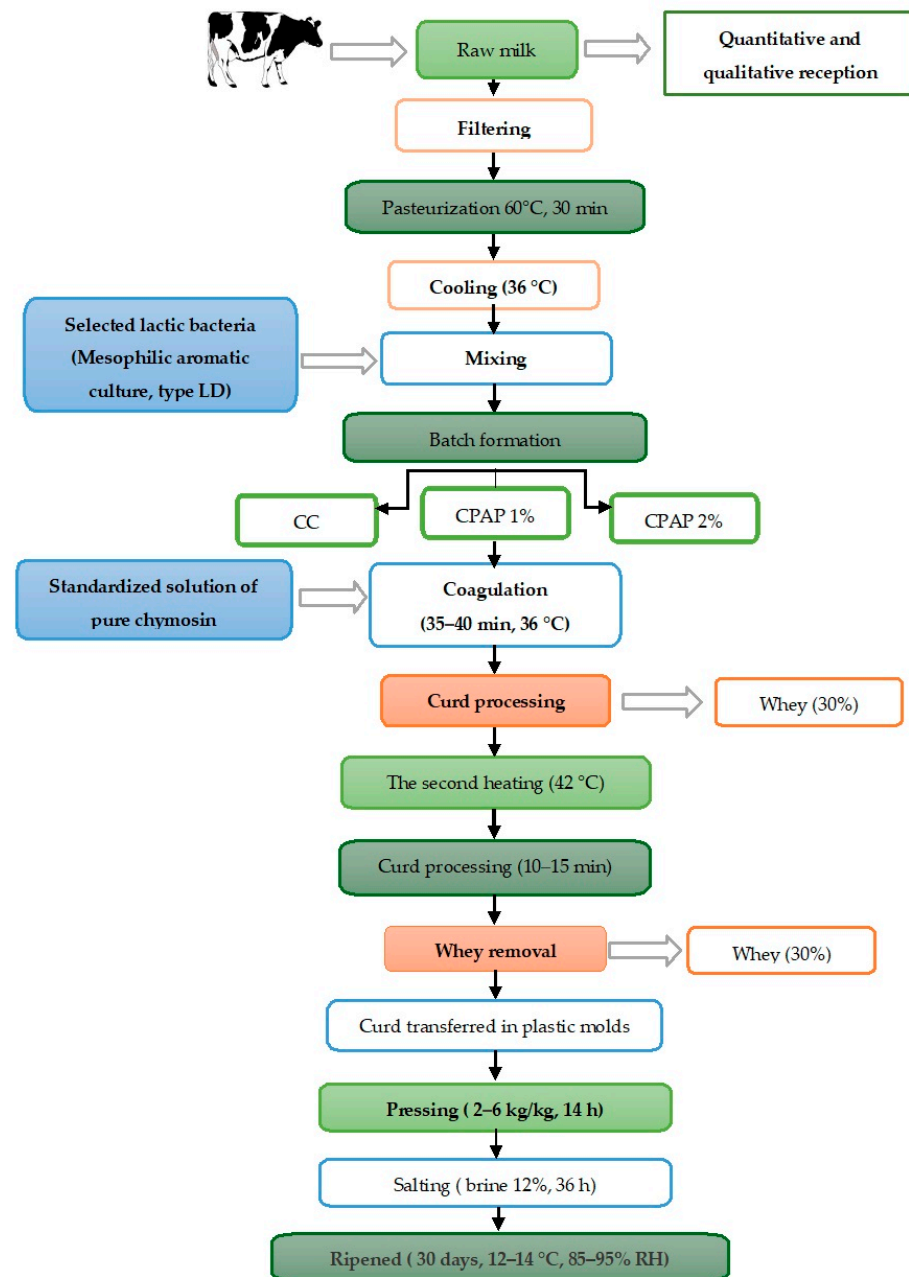 Raw milk
Quantitative and
qualitative reception
Filtering
Pasteurization 60°C, 30 min
Cooling (36 °C)
Selected lactic bacteria
(Mesophilic aromatic
culture, type LD)
Mixing
Batch formation
CC
CPAP 1%
CPAP 2%
Standardized solution of
pure chymosin
Coagulation
(35–40 min, 36 °C)
Curd processing
Whey (30%)
The second heating (42 °C)
Curd processing (10–15 min)
Whey removal
Whey (30%)
Curd transferred in plastic molds
Pressing ( 2–6 kg/kg, 14 h)
Salting ( brine 12%, 36 h)
Ripened ( 30 days, 12–14 °C, 85–95% RH)